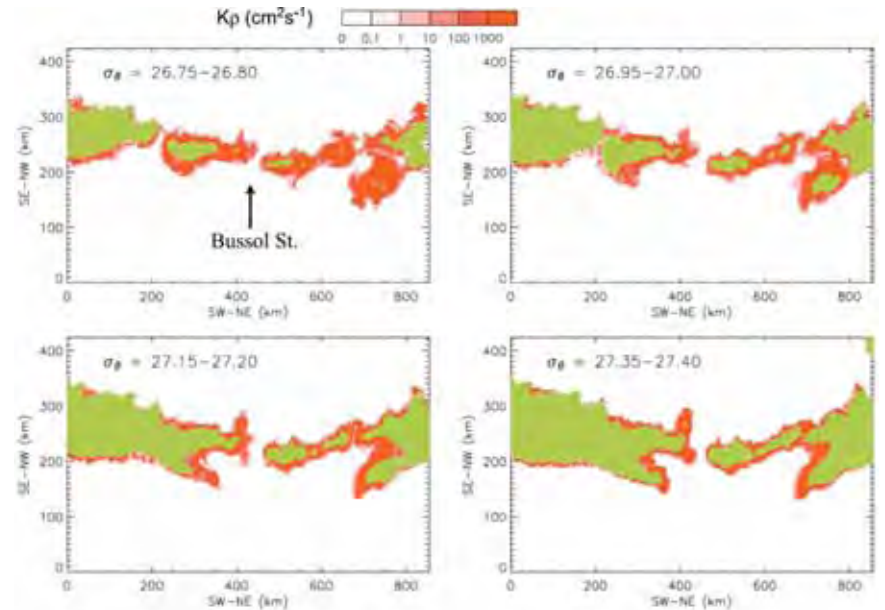 Kρ (cm²s⁻¹)
0 0.1 1 10 100 1000
σθ = 26.75–26.80
400
300
200
100
0
SE–NW (km)
Bussol St.
0 200 400 600 800
SW–NE (km)
σθ = 26.95–27.00
400
300
200
100
0
SE–NW (km)
0 200 400 600 800
SW–NE (km)
σθ = 27.15–27.20
400
300
200
100
0
SE–NW (km)
0 200 400 600 800
SW–NE (km)
σθ = 27.35–27.40
400
300
200
100
0
SE–NW (km)
0 200 400 600 800
SW–NE (km)